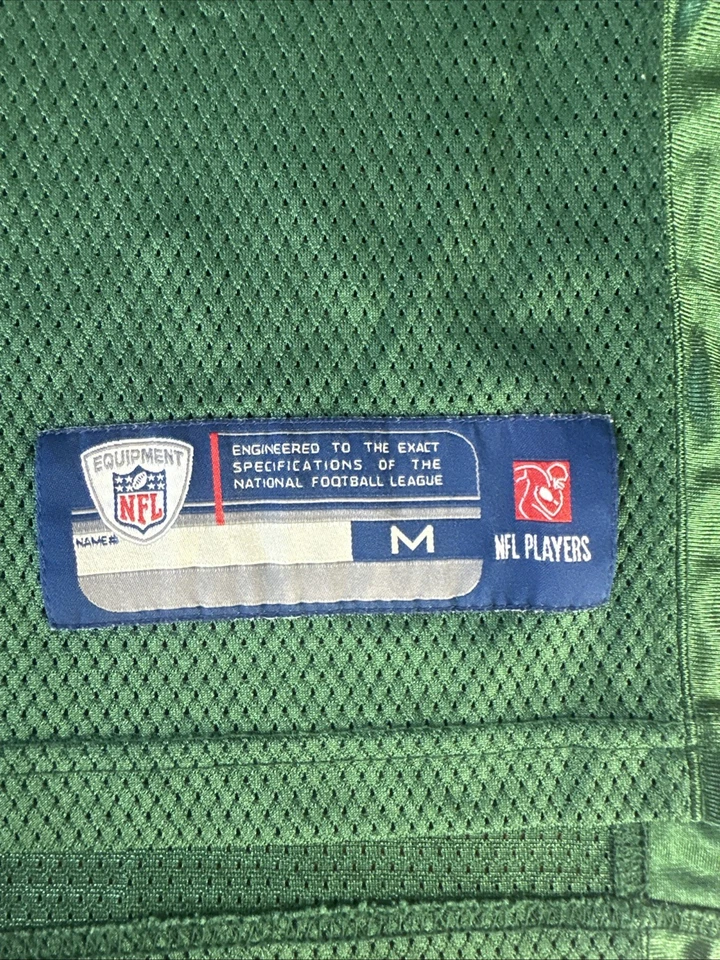 EQUIPMENT
NFL
ENGINEERED TO THE EXACT
SPECIFICATIONS OF THE
NATIONAL FOOTBALL LEAGUE
NAME#
M
NFL PLAYERS